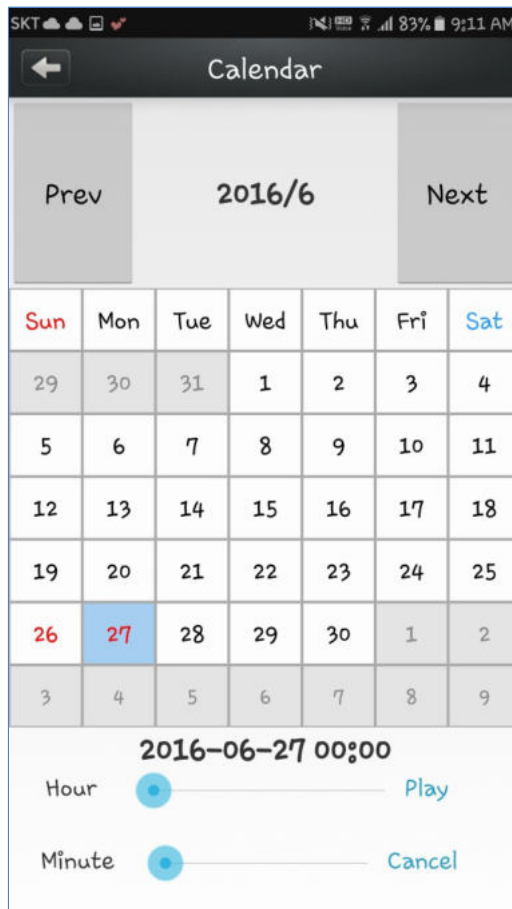 SKT 83% 9:11 AM
Calendar
Prev 2016/6 Next
Sun Mon Tue Wed Thu Fri Sat
29 30 31 1 2 3 4
5 6 7 8 9 10 11
12 13 14 15 16 17 18
19 20 21 22 23 24 25
26 27 28 29 30 1 2
3 4 5 6 7 8 9
2016-06-27 00:00
Hour Play
Minute Cancel